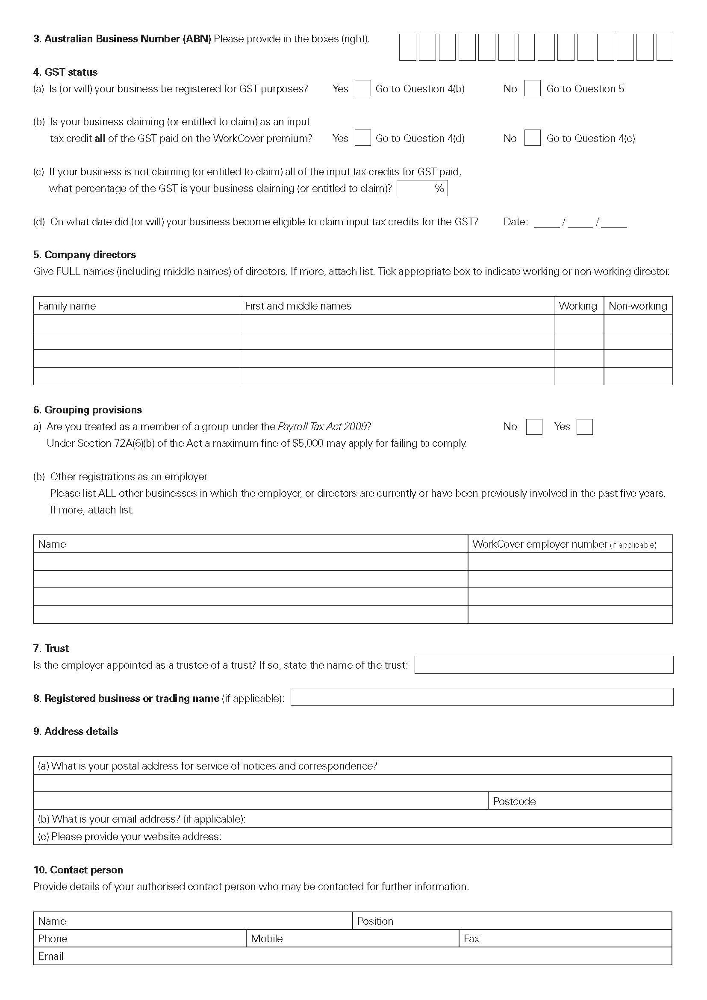 3. Australian Business Number (ABN) Please provide in the boxes (right).
4. GST status
(a) Is (or will) your business be registered for GST purposes? Yes Go to Question 4(b) No Go to Question 5
(b) Is your business claiming (or entitled to claim) as an input
tax credit all of the GST paid on the WorkCover premium? Yes Go to Question 4(d) No Go to Question 4(c)
(c) If your business is not claiming (or entitled to claim) all of the input tax credits for GST paid,
what percentage of the GST is your business claiming (or entitled to claim)? %
(d) On what date did (or will) your business become eligible to claim input tax credits for the GST? Date: ____ / ____ / ____
5. Company directors
Give FULL names (including middle names) of directors. If more, attach list. Tick appropriate box to indicate working or non-working director.
Family name First and middle names Working Non-working
6. Grouping provisions
a) Are you treated as a member of a group under the Payroll Tax Act 2009? No Yes
Under Section 72A(6)(b) of the Act a maximum fine of $5,000 may apply for failing to comply.
(b) Other registrations as an employer
Please list ALL other businesses in which the employer, or directors are currently or have been previously involved in the past five years.
If more, attach list.
Name WorkCover employer number (if applicable)
7. Trust
Is the employer appointed as a trustee of a trust? If so, state the name of the trust:
8. Registered business or trading name (if applicable):
9. Address details
(a) What is your postal address for service of notices and correspondence?
Postcode
(b) What is your email address? (if applicable):
(c) Please provide your website address:
10. Contact person
Provide details of your authorised contact person who may be contacted for further information.
Name Position
Phone Mobile Fax
Email